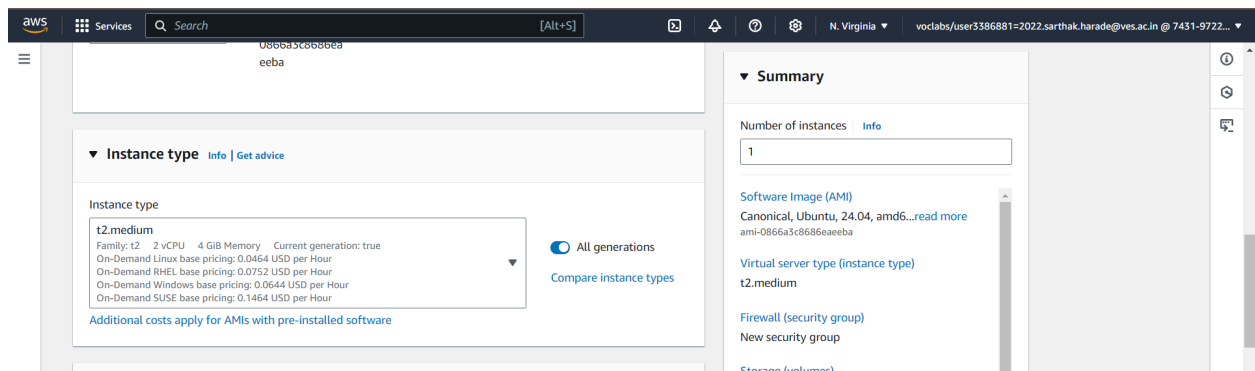 aws
Services
Search
[Alt+S]
N. Virginia
voclabs/user3386881=2022.sarthak.harade@ves.ac.in @ 7431-9722...
0866a3c8686ea
eeba
Instance type Info | Get advice
Instance type
t2.medium
Family: t2 2 vCPU 4 GiB Memory Current generation: true
On-Demand Linux base pricing: 0.0464 USD per Hour
On-Demand RHEL base pricing: 0.0752 USD per Hour
On-Demand Windows base pricing: 0.0644 USD per Hour
On-Demand SUSE base pricing: 0.1464 USD per Hour
All generations
Compare instance types
Additional costs apply for AMIs with pre-installed software
Summary
Number of instances Info
1
Software Image (AMI)
Canonical, Ubuntu, 24.04, amd6...read more
ami-0866a3c8686eaeeba
Virtual server type (instance type)
t2.medium
Firewall (security group)
New security group
Storage (volumes)